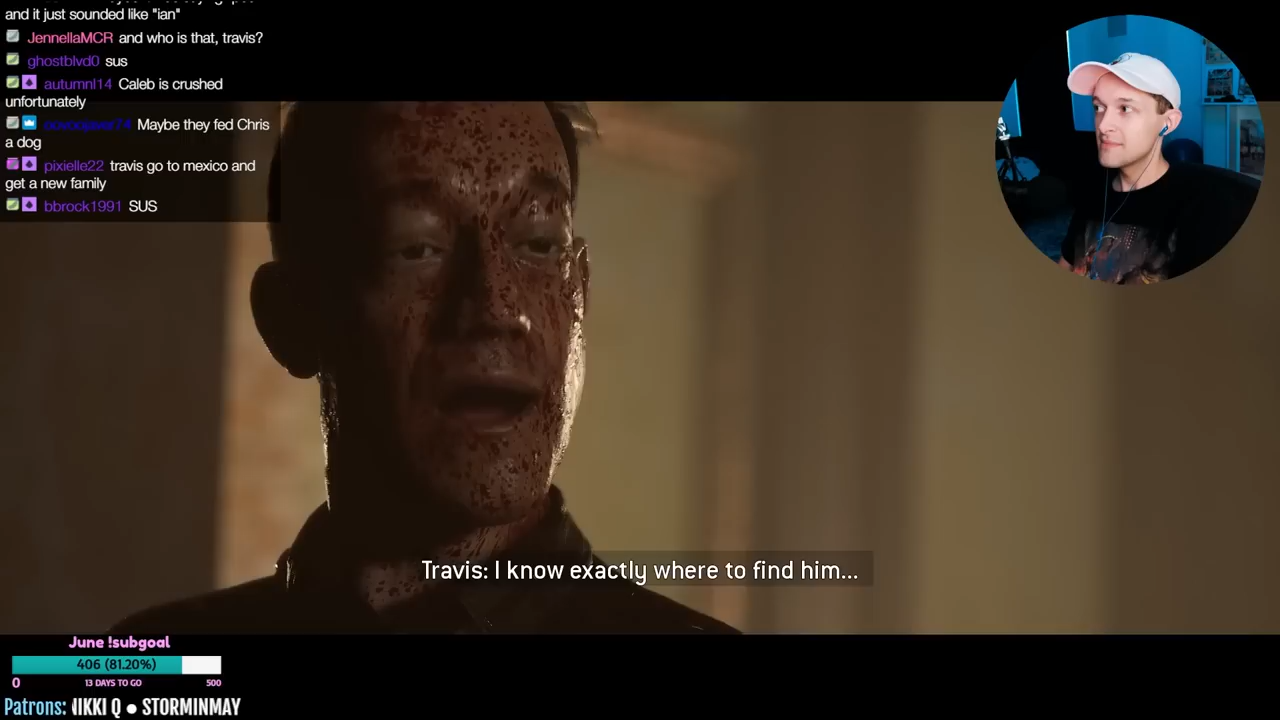 and it just sounded like "ian"
JennellaMCR and who is that, travis?
ghostblvd0 sus
autumnl14 Caleb is crushed
unfortunately
Maybe they fed Chris
a dog
pixielle22 travis go to mexico and
get a new family
bbrock1991 SUS
Travis: I know exactly where to find him...
June !subgoal
406 (81.20%)
0 13 DAYS TO GO 500
Patrons: NIKKI Q ● STORMINMAY